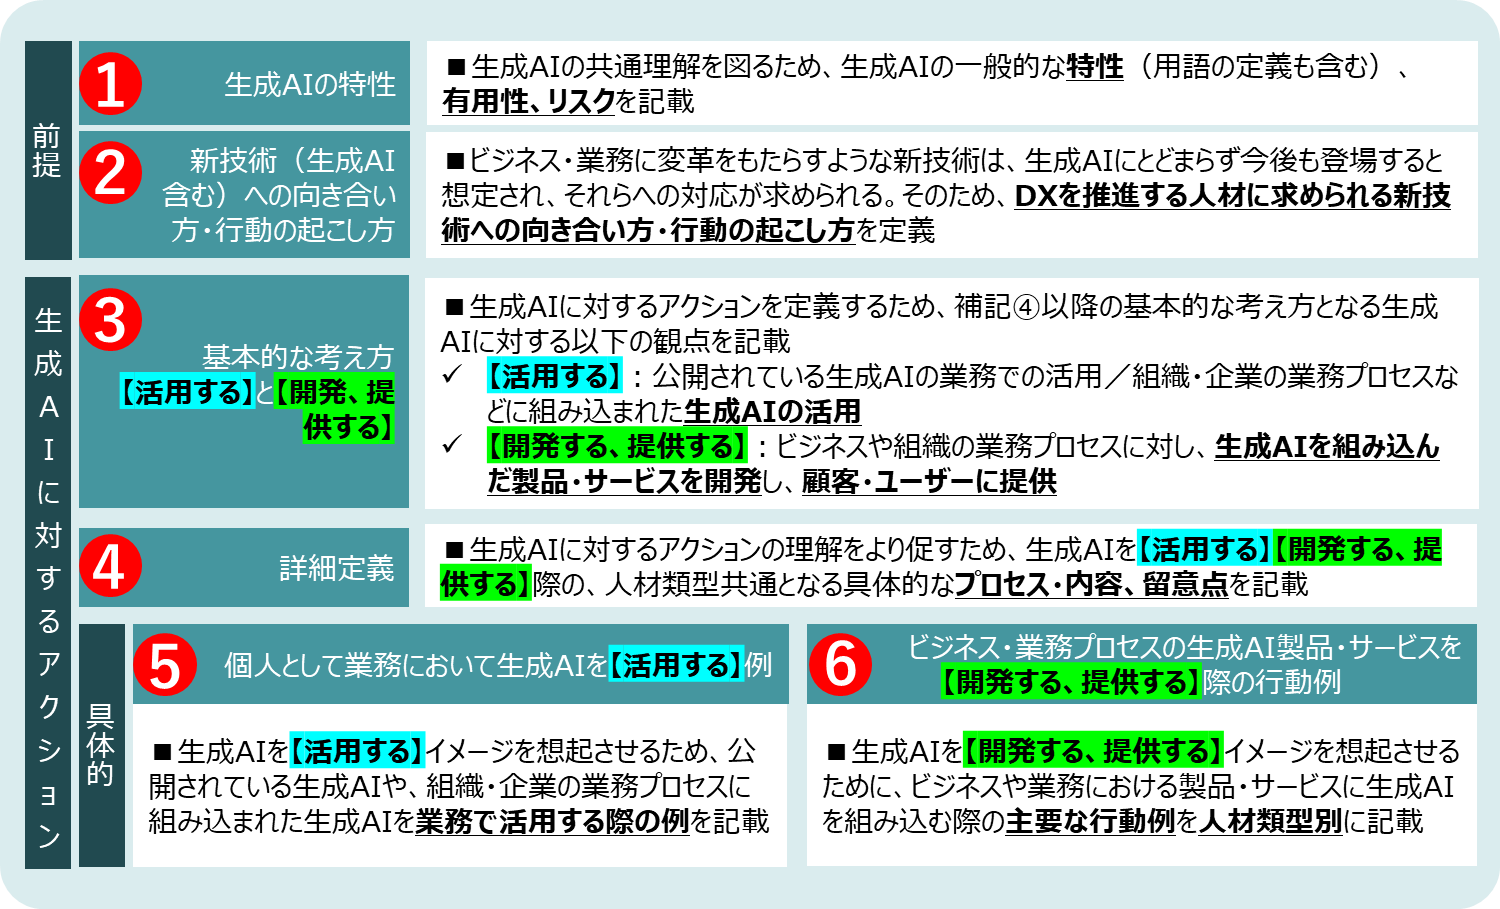 前提
❶
生成AIの特性
■生成AIの共通理解を図るため、生成AIの一般的な特性（用語の定義も含む）、
有用性、リスクを記載
❷
新技術（生成AI
含む）への向き合い
方・行動の起こし方
■ビジネス・業務に変革をもたらすような新技術は、生成AIにとどまらず今後も登場すると
想定され、それらへの対応が求められる。そのため、DXを推進する人材に求められる新技
術への向き合い方・行動の起こし方を定義
生成AIに対するアクション
❸
基本的な考え方
【活用する】と【開発、提
供する】
■生成AIに対するアクションを定義するため、補記④以降の基本的な考え方となる生成
AIに対する以下の観点を記載
✓ 【活用する】：公開されている生成AIの業務での活用／組織・企業の業務プロセスな
どに組み込まれた生成AIの活用
✓ 【開発する、提供する】：ビジネスや組織の業務プロセスに対し、生成AIを組み込ん
だ製品・サービスを開発し、顧客・ユーザーに提供
❹
詳細定義
■生成AIに対するアクションの理解をより促すため、生成AIを【活用する】【開発する、提
供する】際の、人材類型共通となる具体的なプロセス・内容、留意点を記載
具体的
❺
個人として業務において生成AIを【活用する】例
■生成AIを【活用する】イメージを想起させるため、公
開されている生成AIや、組織・企業の業務プロセスに
組み込まれた生成AIを業務で活用する際の例を記載
❻
ビジネス・業務プロセスの生成AI製品・サービスを
【開発する、提供する】際の行動例
■生成AIを【開発する、提供する】イメージを想起させる
ために、ビジネスや業務における製品・サービスに生成AI
を組み込む際の主要な行動例を人材類型別に記載